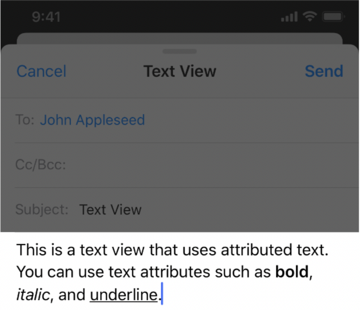 9:41
Cancel Text View Send
To: John Appleseed
Cc/Bcc:
Subject: Text View
This is a text view that uses attributed text.
You can use text attributes such as bold,
italic, and underline.